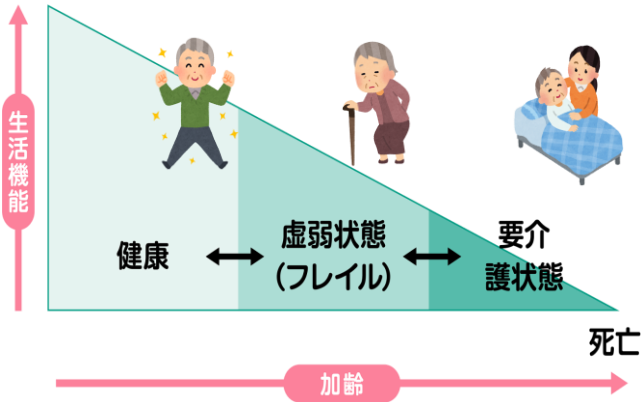 生活機能
健康
虚弱状態
(フレイル)
要介
護状態
死亡
加齢